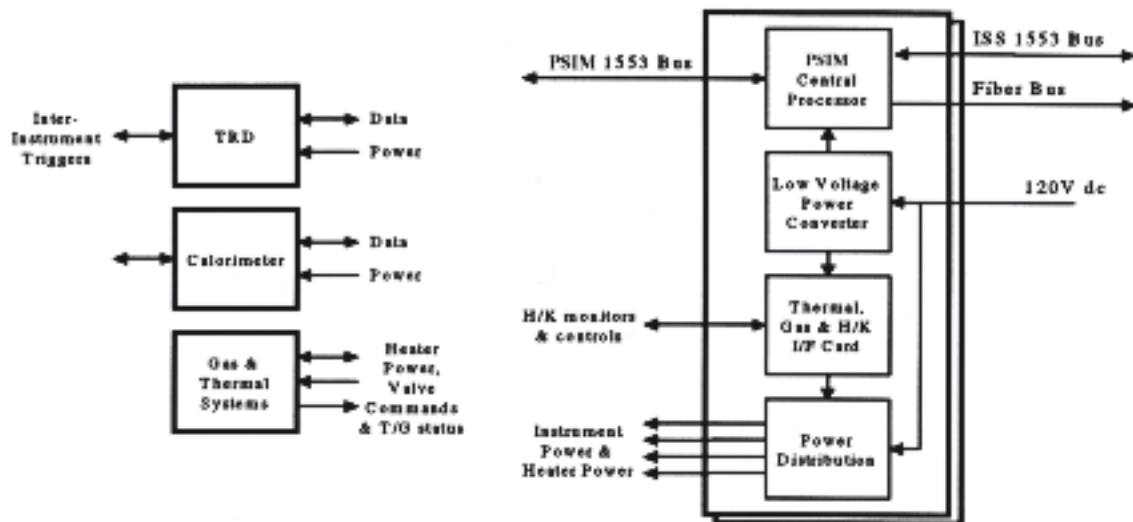 Inter-
Instrument
Triggers
TRD
Data
Power
Calorimeter
Data
Power
Gas &
Thermal
Systems
Heater
Power,
Valve
Commands
& T/G status
PSIM 1553 Bus
PSIM
Central
Processor
ISS 1553 Bus
Fiber Bus
Low Voltage
Power
Converter
120V dc
H/K monitors
& controls
Thermal,
Gas & H/K
I/F Card
Instrument
Power &
Heater Power
Power
Distribution